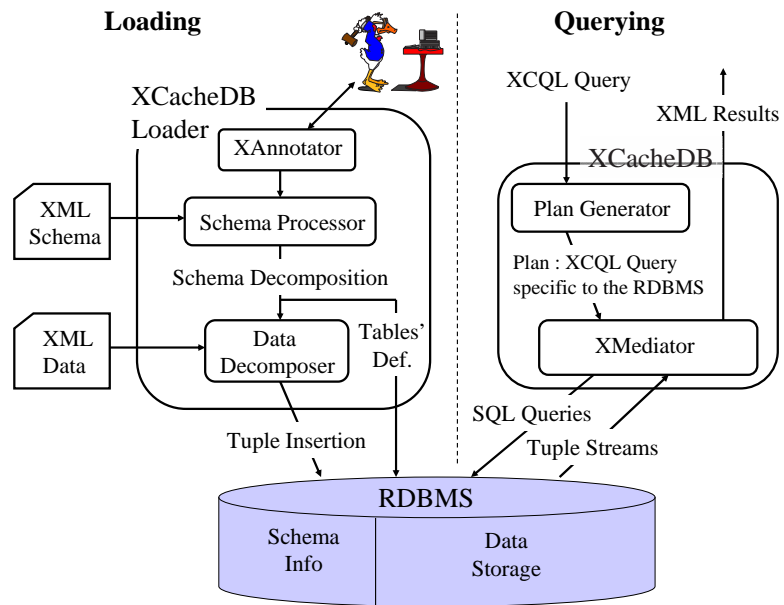 Loading
Querying
XCacheDB
Loader
XAnnotator
XML
Schema
Schema Processor
Schema Decomposition
XML
Data
Data
Decomposer
Tables'
Def.
Tuple Insertion
XCQL Query
XML Results
XCacheDB
Plan Generator
Plan : XCQL Query
specific to the RDBMS
XMediator
SQL Queries
Tuple Streams
RDBMS
Schema
Info
Data
Storage